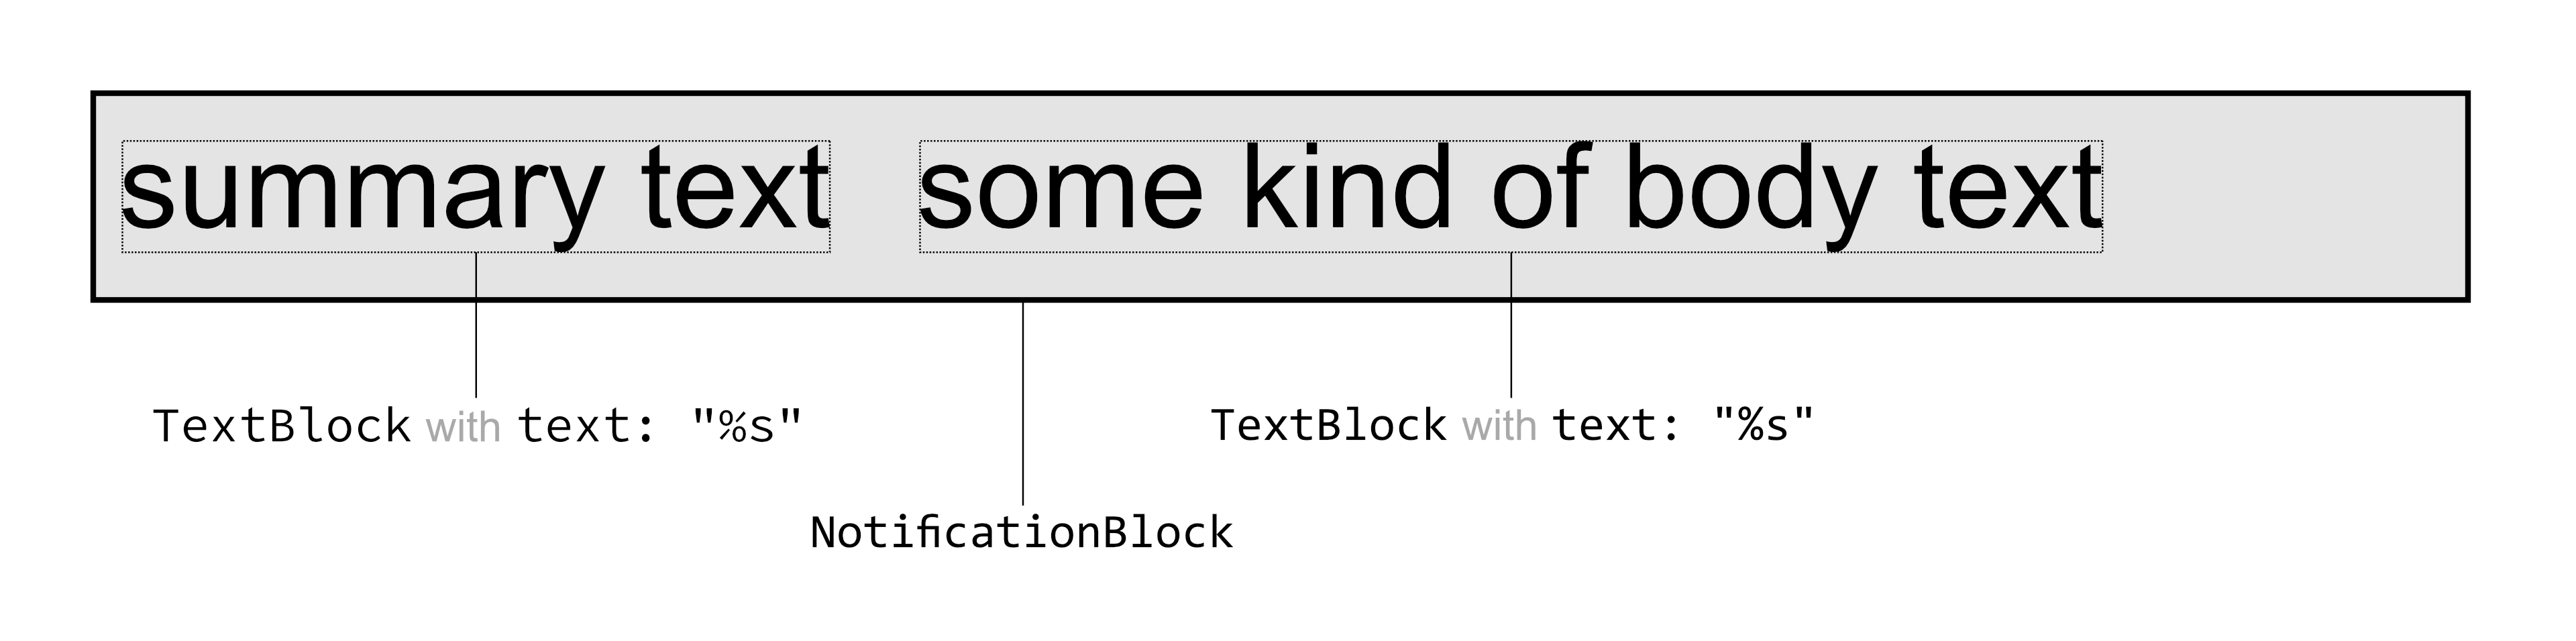 summary text some kind of body text
TextBlock with text: "%s" TextBlock with text: "%s"
NotificationBlock